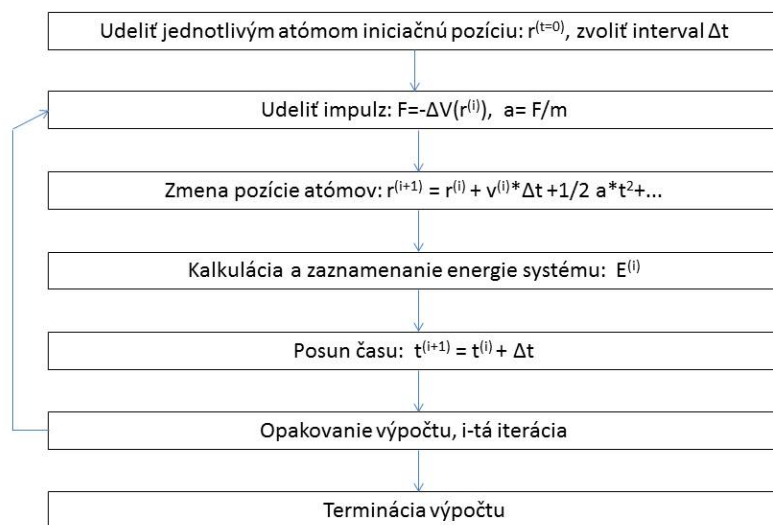 Udeliť jednotlivým atómom iniciačnú pozíciu: r⁽ᵗ⁼⁰⁾, zvoliť interval Δt
Udeliť impulz: F=-ΔV(r⁽ⁱ⁾), a= F/m
Zmena pozície atómov: r⁽ⁱ⁺¹⁾ = r⁽ⁱ⁾ + v⁽ⁱ⁾* Δt +1/2 a*t²+...
Kalkulácia a zaznamenanie energie systému: E⁽ⁱ⁾
Posun času: t⁽ⁱ⁺¹⁾ = t⁽ⁱ⁾ + Δt
Opakovanie výpočtu, i-tá iterácia
Terminácia výpočtu